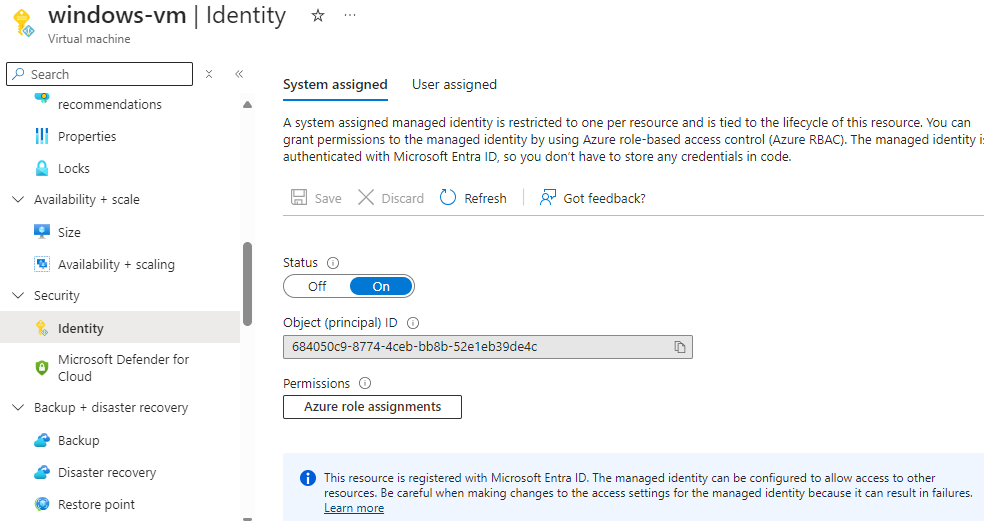 windows-vm | Identity
Virtual machine
Search
recommendations
Properties
Locks
Availability + scale
Size
Availability + scaling
Security
Identity
Microsoft Defender for
Cloud
Backup + disaster recovery
Backup
Disaster recovery
Restore point
System assigned User assigned
A system assigned managed identity is restricted to one per resource and is tied to the lifecycle of this resource. You can
grant permissions to the managed identity by using Azure role-based access control (Azure RBAC). The managed identity is
authenticated with Microsoft Entra ID, so you don’t have to store any credentials in code.
Save Discard Refresh Got feedback?
Status
Off On
Object (principal) ID
684050c9-8774-4ceb-bb8b-52e1eb39de4c
Permissions
Azure role assignments
This resource is registered with Microsoft Entra ID. The managed identity can be configured to allow access to other
resources. Be careful when making changes to the access settings for the managed identity because it can result in failures.
Learn more